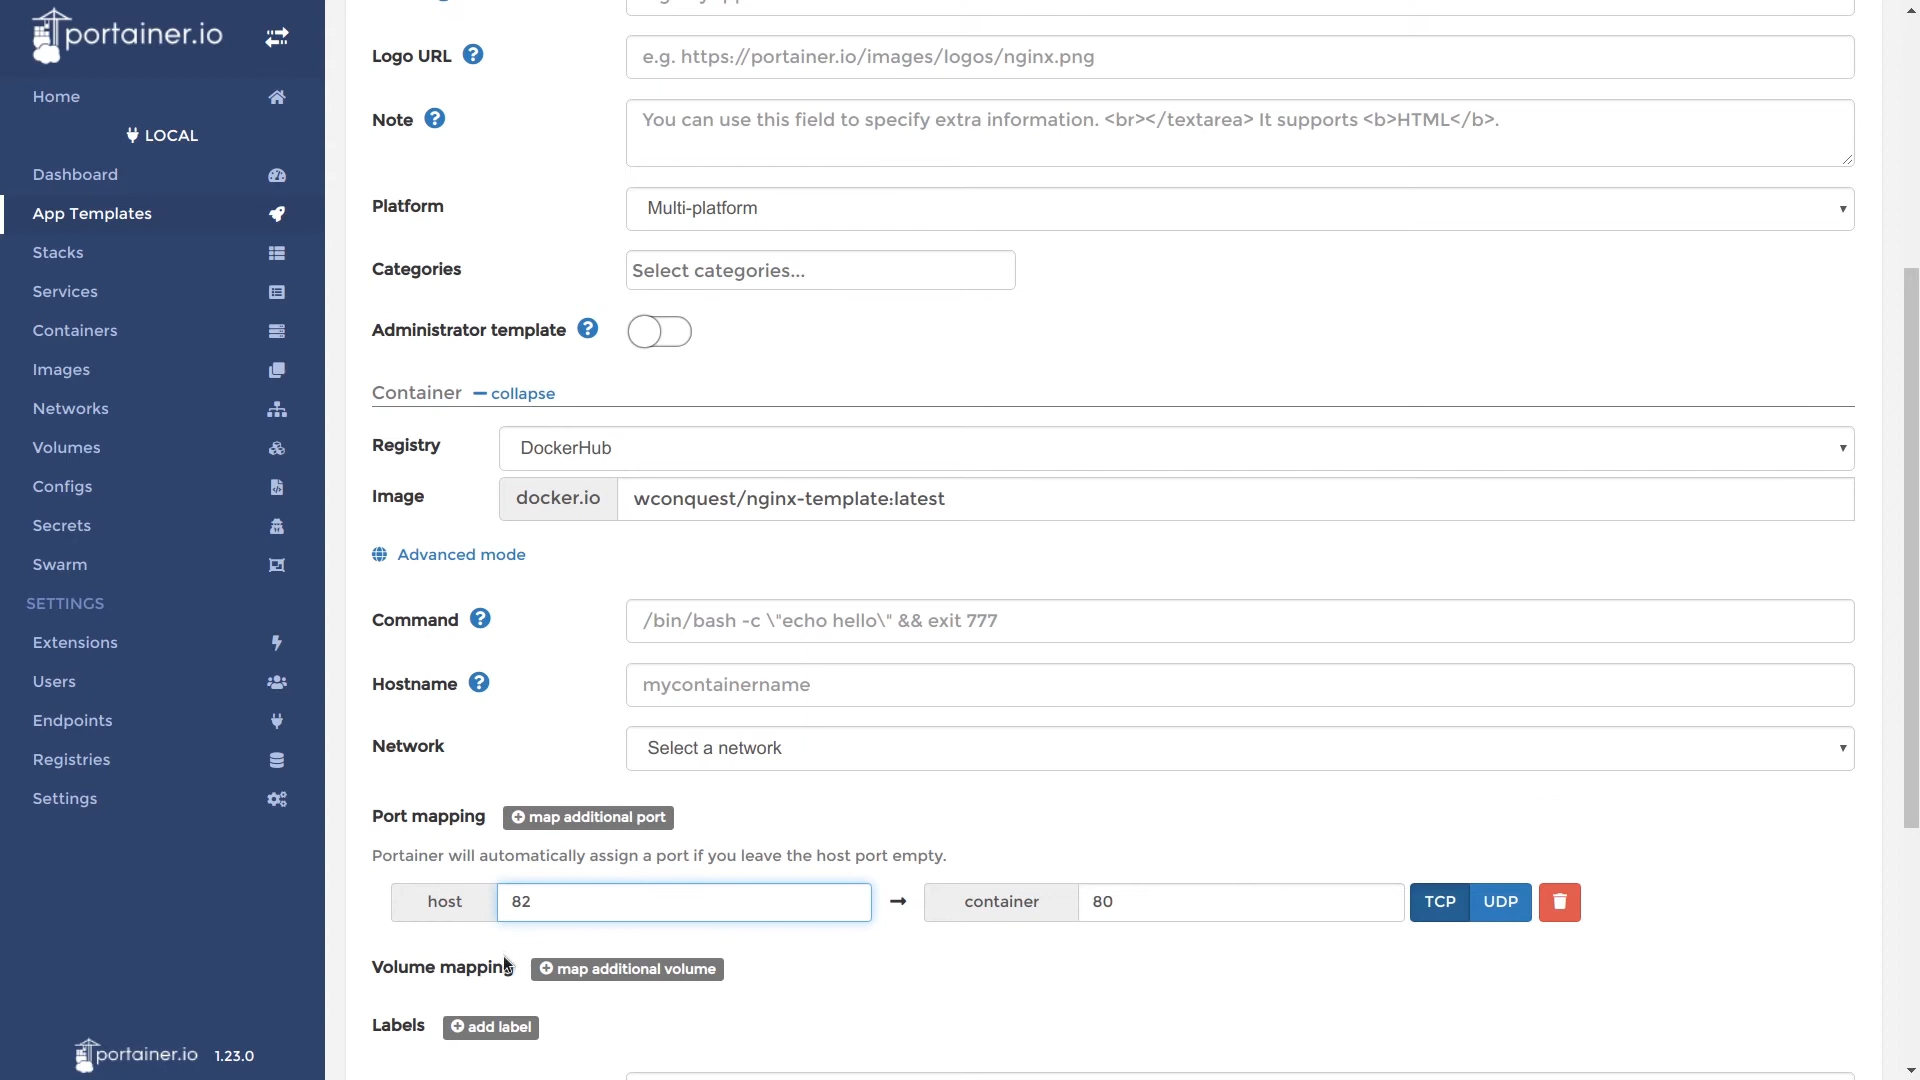 portainer.io
Home
LOCAL
Dashboard
App Templates
Stacks
Services
Containers
Images
Networks
Volumes
Configs
Secrets
Swarm
SETTINGS
Extensions
Users
Endpoints
Registries
Settings
portainer.io 1.23.0
Logo URL ? e.g. https://portainer.io/images/logos/nginx.png
Note ? You can use this field to specify extra information. <br></textarea> It supports <b>HTML</b>.
Platform Multi-platform
Categories Select categories...
Administrator template ?
Container collapse
Registry DockerHub
Image docker.io wconquest/nginx-template:latest
Advanced mode
Command ? /bin/bash -c \"echo hello\" && exit 777
Hostname ? mycontainername
Network Select a network
Port mapping map additional port
Portainer will automatically assign a port if you leave the host port empty.
host 82 → container 80 TCP UDP
Volume mapping map additional volume
Labels add label